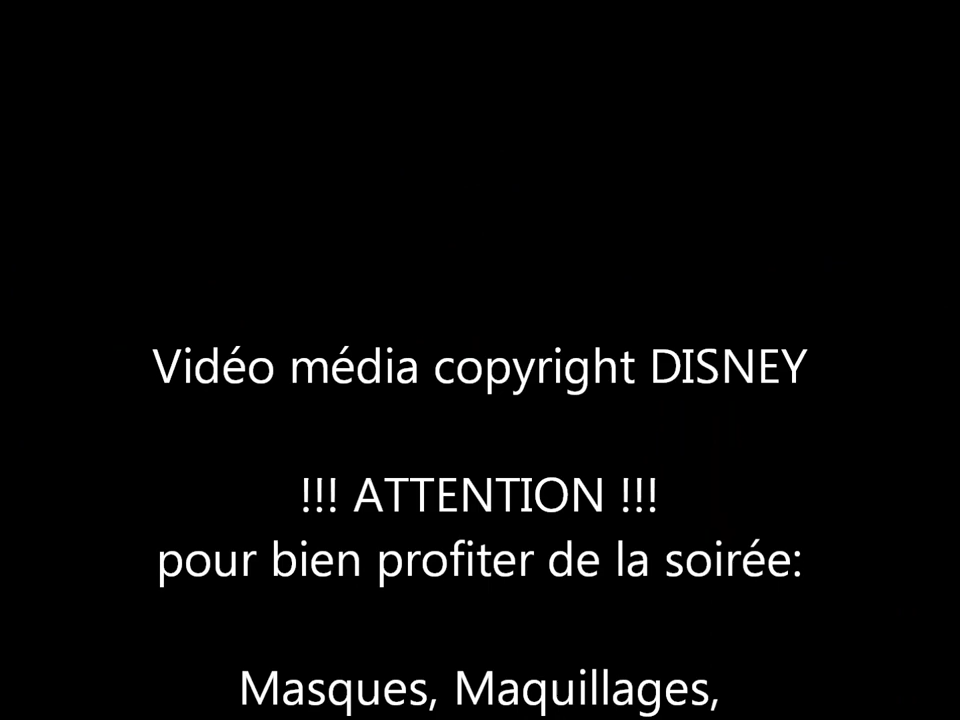 Vidéo média copyright DISNEY
!!! ATTENTION !!!
pour bien profiter de la soirée:
Masques, Maquillages,